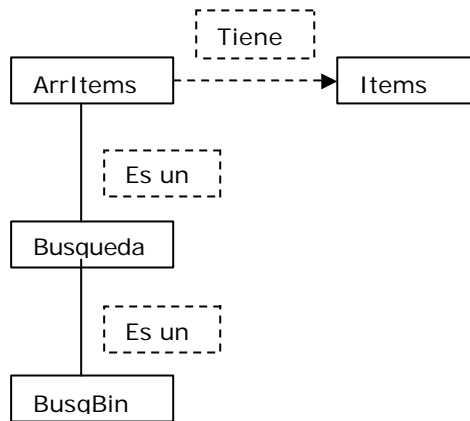 Tiene
ArrItems
Items
Es un
Busqueda
Es un
BusqBin